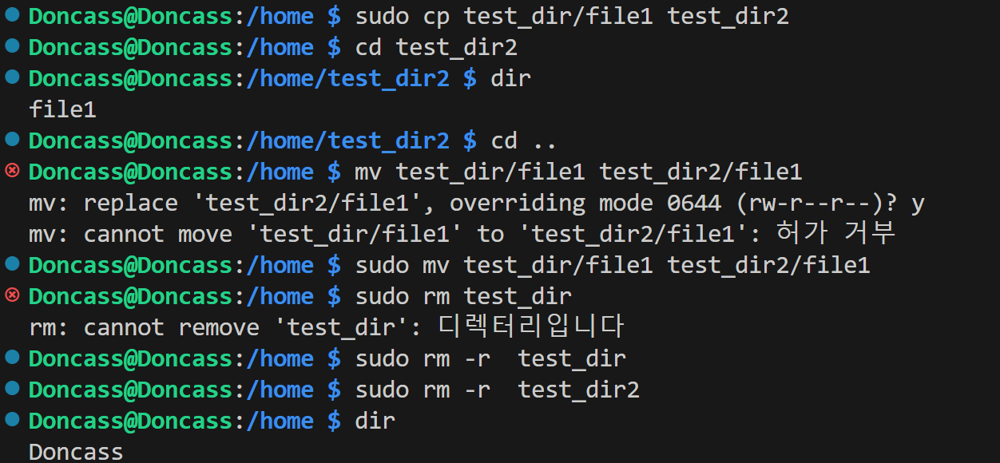 Doncass@Doncass:/home $ sudo cp test_dir/file1 test_dir2
Doncass@Doncass:/home $ cd test_dir2
Doncass@Doncass:/home/test_dir2 $ dir
file1
Doncass@Doncass:/home/test_dir2 $ cd ..
Doncass@Doncass:/home $ mv test_dir/file1 test_dir2/file1
mv: replace 'test_dir2/file1', overriding mode 0644 (rw-r--r--)? y
mv: cannot move 'test_dir/file1' to 'test_dir2/file1': 허가 거부
Doncass@Doncass:/home $ sudo mv test_dir/file1 test_dir2/file1
Doncass@Doncass:/home $ sudo rm test_dir
rm: cannot remove 'test_dir': 디렉터리입니다
Doncass@Doncass:/home $ sudo rm -r  test_dir
Doncass@Doncass:/home $ sudo rm -r  test_dir2
Doncass@Doncass:/home $ dir
Doncass